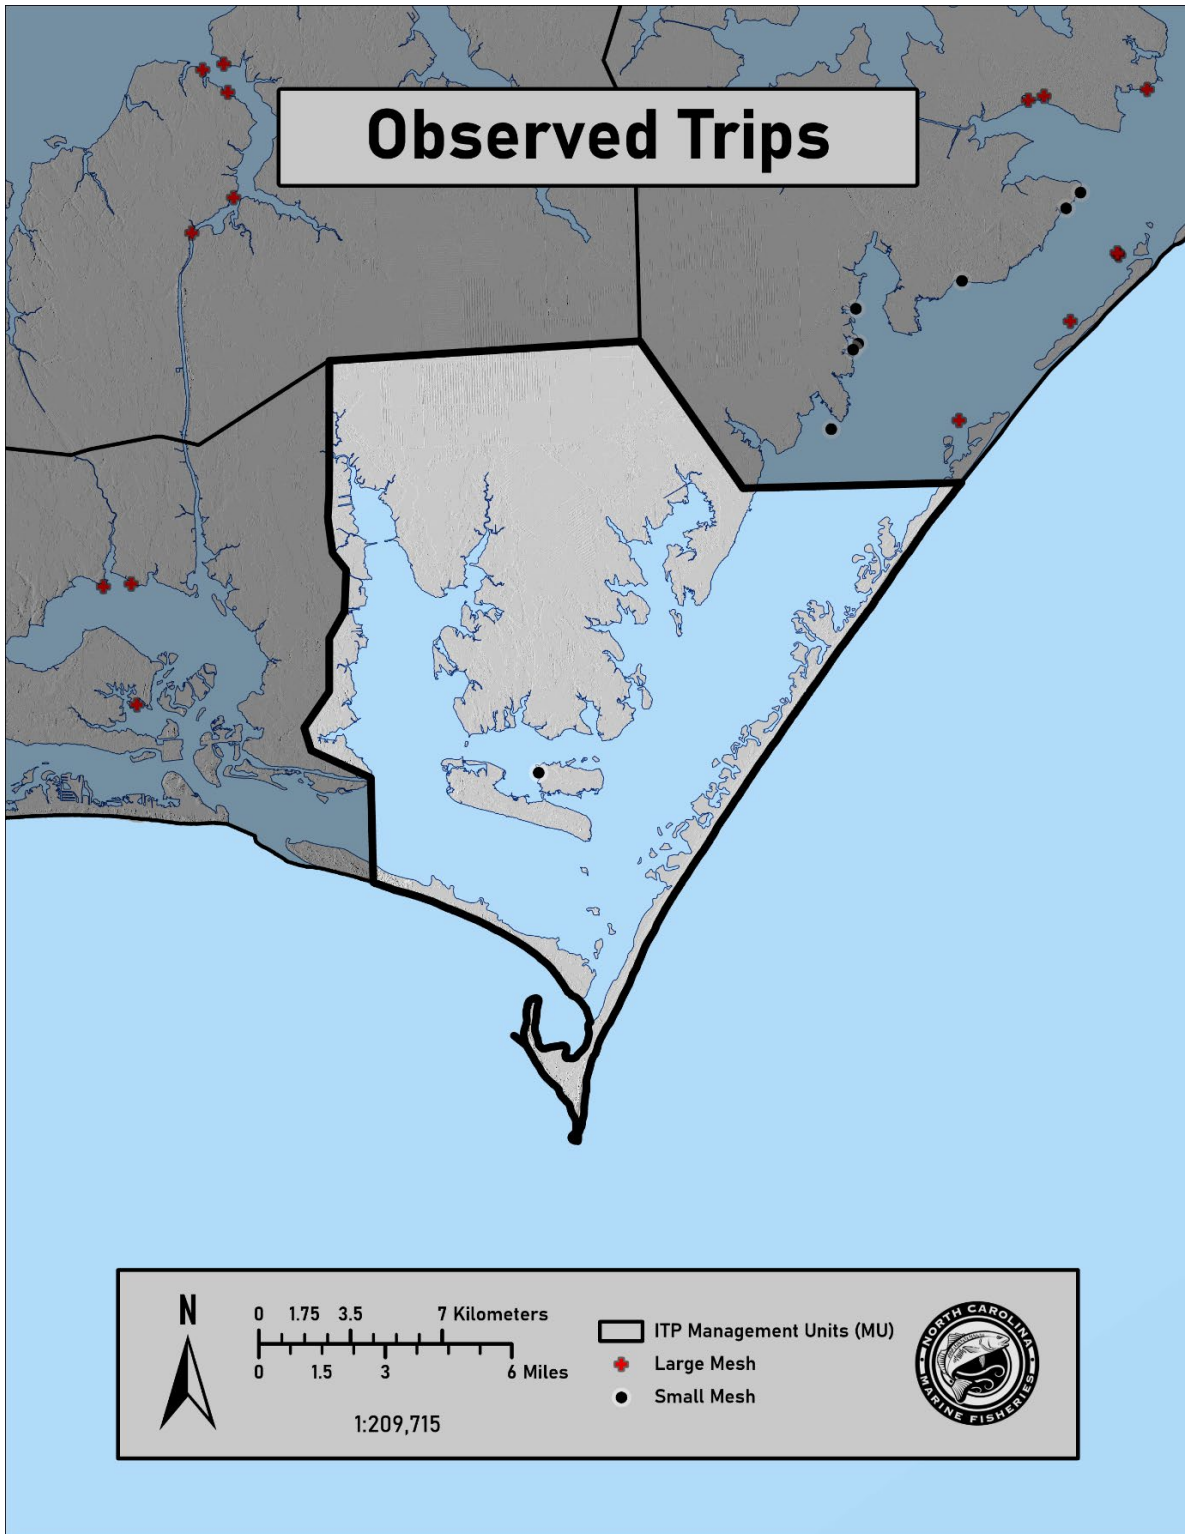 Observed Trips
N
0 1.75 3.5 7 Kilometers
0 1.5 3 6 Miles
1:209,715
ITP Management Units (MU)
Large Mesh
Small Mesh
NORTH CAROLINA
MARINE FISHERIES